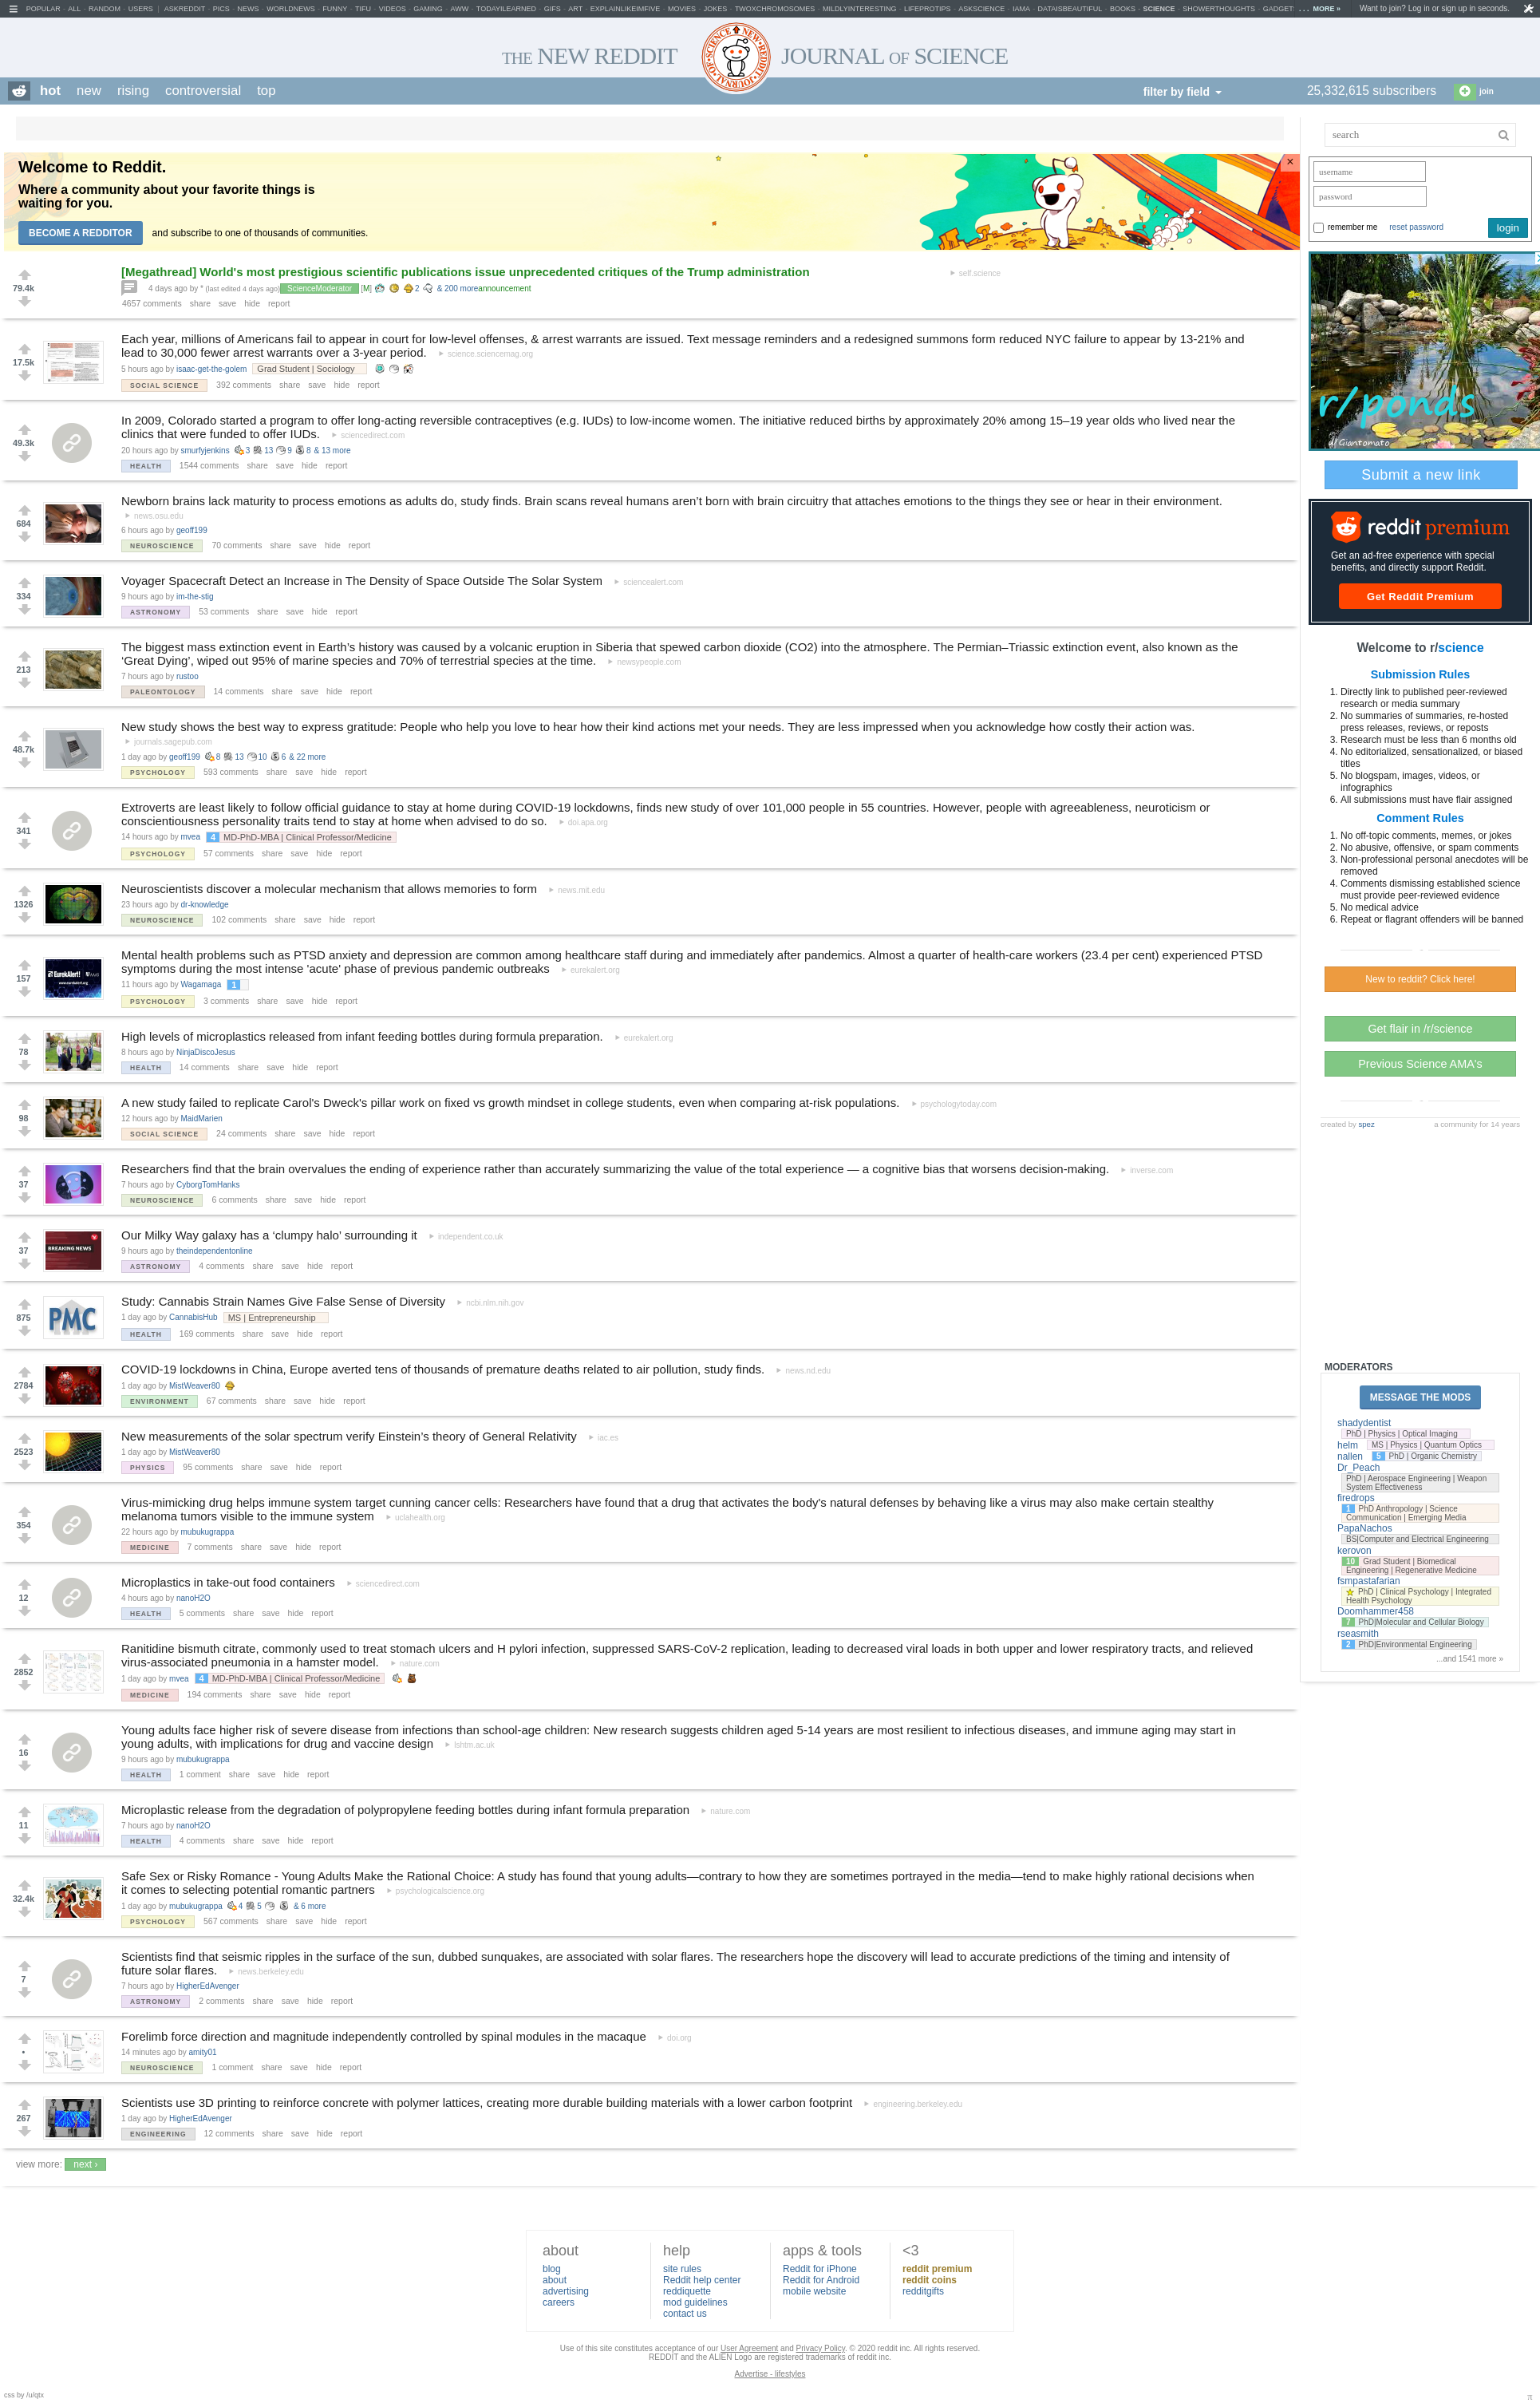 POPULAR - ALL - RANDOM - USERS | ASKREDDIT - PICS - NEWS - WORLDNEWS - FUNNY - TIFU - VIDEOS - GAMING - AWW - TODAYILEARNED - GIFS - ART - EXPLAINLIKEIMFIVE - MOVIES - JOKES - TWOXCHROMOSOMES - MILDLYINTERESTING - LIFEPROTIPS - ASKSCIENCE - IAMA - DATAISBEAUTIFUL - BOOKS - SCIENCE - SHOWERTHOUGHTS - GADGET ... MORE »
Want to join? Log in or sign up in seconds.
THE NEW REDDIT JOURNAL OF SCIENCE
hot new rising controversial top
filter by field
25,332,615 subscribers
join
search
Welcome to Reddit.
Where a community about your favorite things is
waiting for you.
BECOME A REDDITOR and subscribe to one of thousands of communities.
username
password
remember me reset password login
79.4k
[Megathread] World's most prestigious scientific publications issue unprecedented critiques of the Trump administration self.science
4 days ago by * (last edited 4 days ago) ScienceModerator [M] 2 & 200 more announcement
4657 comments share save hide report
17.5k
Each year, millions of Americans fail to appear in court for low-level offenses, & arrest warrants are issued. Text message reminders and a redesigned summons form reduced NYC failure to appear by 13-21% and
lead to 30,000 fewer arrest warrants over a 3-year period. science.sciencemag.org
5 hours ago by isaac-get-the-golem Grad Student | Sociology
SOCIAL SCIENCE 392 comments share save hide report
49.3k
In 2009, Colorado started a program to offer long-acting reversible contraceptives (e.g. IUDs) to low-income women. The initiative reduced births by approximately 20% among 15–19 year olds who lived near the
clinics that were funded to offer IUDs. sciencedirect.com
20 hours ago by smurfyjenkins 3 13 9 8 & 13 more
HEALTH 1544 comments share save hide report
684
Newborn brains lack maturity to process emotions as adults do, study finds. Brain scans reveal humans aren’t born with brain circuitry that attaches emotions to the things they see or hear in their environment.
news.osu.edu
6 hours ago by geoff199
NEUROSCIENCE 70 comments share save hide report
334
Voyager Spacecraft Detect an Increase in The Density of Space Outside The Solar System sciencealert.com
9 hours ago by im-the-stig
ASTRONOMY 53 comments share save hide report
213
The biggest mass extinction event in Earth’s history was caused by a volcanic eruption in Siberia that spewed carbon dioxide (CO2) into the atmosphere. The Permian–Triassic extinction event, also known as the
‘Great Dying’, wiped out 95% of marine species and 70% of terrestrial species at the time. newsypeople.com
7 hours ago by rustoo
PALEONTOLOGY 14 comments share save hide report
48.7k
New study shows the best way to express gratitude: People who help you love to hear how their kind actions met your needs. They are less impressed when you acknowledge how costly their action was.
journals.sagepub.com
1 day ago by geoff199 8 13 10 6 & 22 more
PSYCHOLOGY 593 comments share save hide report
341
Extroverts are least likely to follow official guidance to stay at home during COVID-19 lockdowns, finds new study of over 101,000 people in 55 countries. However, people with agreeableness, neuroticism or
conscientiousness personality traits tend to stay at home when advised to do so. doi.apa.org
14 hours ago by mvea 4 MD-PhD-MBA | Clinical Professor/Medicine
PSYCHOLOGY 57 comments share save hide report
1326
Neuroscientists discover a molecular mechanism that allows memories to form news.mit.edu
23 hours ago by dr-knowledge
NEUROSCIENCE 102 comments share save hide report
157
EurekAlert!
Mental health problems such as PTSD anxiety and depression are common among healthcare staff during and immediately after pandemics. Almost a quarter of health-care workers (23.4 per cent) experienced PTSD
symptoms during the most intense 'acute' phase of previous pandemic outbreaks eurekalert.org
11 hours ago by Wagamaga 1
PSYCHOLOGY 3 comments share save hide report
78
High levels of microplastics released from infant feeding bottles during formula preparation. eurekalert.org
8 hours ago by NinjaDiscoJesus
HEALTH 14 comments share save hide report
98
A new study failed to replicate Carol's Dweck's pillar work on fixed vs growth mindset in college students, even when comparing at-risk populations. psychologytoday.com
12 hours ago by MaidMarien
SOCIAL SCIENCE 24 comments share save hide report
37
Researchers find that the brain overvalues the ending of experience rather than accurately summarizing the value of the total experience — a cognitive bias that worsens decision-making. inverse.com
7 hours ago by CyborgTomHanks
NEUROSCIENCE 6 comments share save hide report
37
BREAKING NEWS
Our Milky Way galaxy has a ‘clumpy halo’ surrounding it independent.co.uk
9 hours ago by theindependentonline
ASTRONOMY 4 comments share save hide report
875
PMC
Study: Cannabis Strain Names Give False Sense of Diversity ncbi.nlm.nih.gov
1 day ago by CannabisHub MS | Entrepreneurship
HEALTH 169 comments share save hide report
2784
COVID-19 lockdowns in China, Europe averted tens of thousands of premature deaths related to air pollution, study finds. news.nd.edu
1 day ago by MistWeaver80
ENVIRONMENT 67 comments share save hide report
2523
New measurements of the solar spectrum verify Einstein’s theory of General Relativity iac.es
1 day ago by MistWeaver80
PHYSICS 95 comments share save hide report
354
Virus-mimicking drug helps immune system target cunning cancer cells: Researchers have found that a drug that activates the body's natural defenses by behaving like a virus may also make certain stealthy
melanoma tumors visible to the immune system uclahealth.org
22 hours ago by mubukugrappa
MEDICINE 7 comments share save hide report
12
Microplastics in take-out food containers sciencedirect.com
4 hours ago by nanoH2O
HEALTH 5 comments share save hide report
2852
Ranitidine bismuth citrate, commonly used to treat stomach ulcers and H pylori infection, suppressed SARS-CoV-2 replication, leading to decreased viral loads in both upper and lower respiratory tracts, and relieved
virus-associated pneumonia in a hamster model. nature.com
1 day ago by mvea 4 MD-PhD-MBA | Clinical Professor/Medicine
MEDICINE 194 comments share save hide report
16
Young adults face higher risk of severe disease from infections than school-age children: New research suggests children aged 5-14 years are most resilient to infectious diseases, and immune aging may start in
young adults, with implications for drug and vaccine design lshtm.ac.uk
9 hours ago by mubukugrappa
HEALTH 1 comment share save hide report
11
Microplastic release from the degradation of polypropylene feeding bottles during infant formula preparation nature.com
7 hours ago by nanoH2O
HEALTH 4 comments share save hide report
32.4k
Safe Sex or Risky Romance - Young Adults Make the Rational Choice: A study has found that young adults—contrary to how they are sometimes portrayed in the media—tend to make highly rational decisions when
it comes to selecting potential romantic partners psychologicalscience.org
1 day ago by mubukugrappa 4 5 & 6 more
PSYCHOLOGY 567 comments share save hide report
7
Scientists find that seismic ripples in the surface of the sun, dubbed sunquakes, are associated with solar flares. The researchers hope the discovery will lead to accurate predictions of the timing and intensity of
future solar flares. news.berkeley.edu
7 hours ago by HigherEdAvenger
ASTRONOMY 2 comments share save hide report
•
Forelimb force direction and magnitude independently controlled by spinal modules in the macaque doi.org
14 minutes ago by amity01
NEUROSCIENCE 1 comment share save hide report
267
Scientists use 3D printing to reinforce concrete with polymer lattices, creating more durable building materials with a lower carbon footprint engineering.berkeley.edu
1 day ago by HigherEdAvenger
ENGINEERING 12 comments share save hide report
view more: next ›
r/ponds
u/Giantomato
Submit a new link
reddit premium
Get an ad-free experience with special
benefits, and directly support Reddit.
Get Reddit Premium
Welcome to r/science
Submission Rules
1. Directly link to published peer-reviewed
research or media summary
2. No summaries of summaries, re-hosted
press releases, reviews, or reposts
3. Research must be less than 6 months old
4. No editorialized, sensationalized, or biased
titles
5. No blogspam, images, videos, or
infographics
6. All submissions must have flair assigned
Comment Rules
1. No off-topic comments, memes, or jokes
2. No abusive, offensive, or spam comments
3. Non-professional personal anecdotes will be
removed
4. Comments dismissing established science
must provide peer-reviewed evidence
5. No medical advice
6. Repeat or flagrant offenders will be banned
New to reddit? Click here!
Get flair in /r/science
Previous Science AMA's
created by spez a community for 14 years
MODERATORS
MESSAGE THE MODS
shadydentist
PhD | Physics | Optical Imaging
helm MS | Physics | Quantum Optics
nallen 5 PhD | Organic Chemistry
Dr_Peach
PhD | Aerospace Engineering | Weapon
System Effectiveness
firedrops
1 PhD Anthropology | Science
Communication | Emerging Media
PapaNachos
BS|Computer and Electrical Engineering
kerovon
10 Grad Student | Biomedical
Engineering | Regenerative Medicine
fsmpastafarian
PhD | Clinical Psychology | Integrated
Health Psychology
Doomhammer458
7 PhD|Molecular and Cellular Biology
rseasmith
2 PhD|Environmental Engineering
...and 1541 more »
about
blog
about
advertising
careers
help
site rules
Reddit help center
reddiquette
mod guidelines
contact us
apps & tools
Reddit for iPhone
Reddit for Android
mobile website
<3
reddit premium
reddit coins
redditgifts
Use of this site constitutes acceptance of our User Agreement and Privacy Policy. © 2020 reddit inc. All rights reserved.
REDDIT and the ALIEN Logo are registered trademarks of reddit inc.
Advertise - lifestyles
css by /u/qtx
π